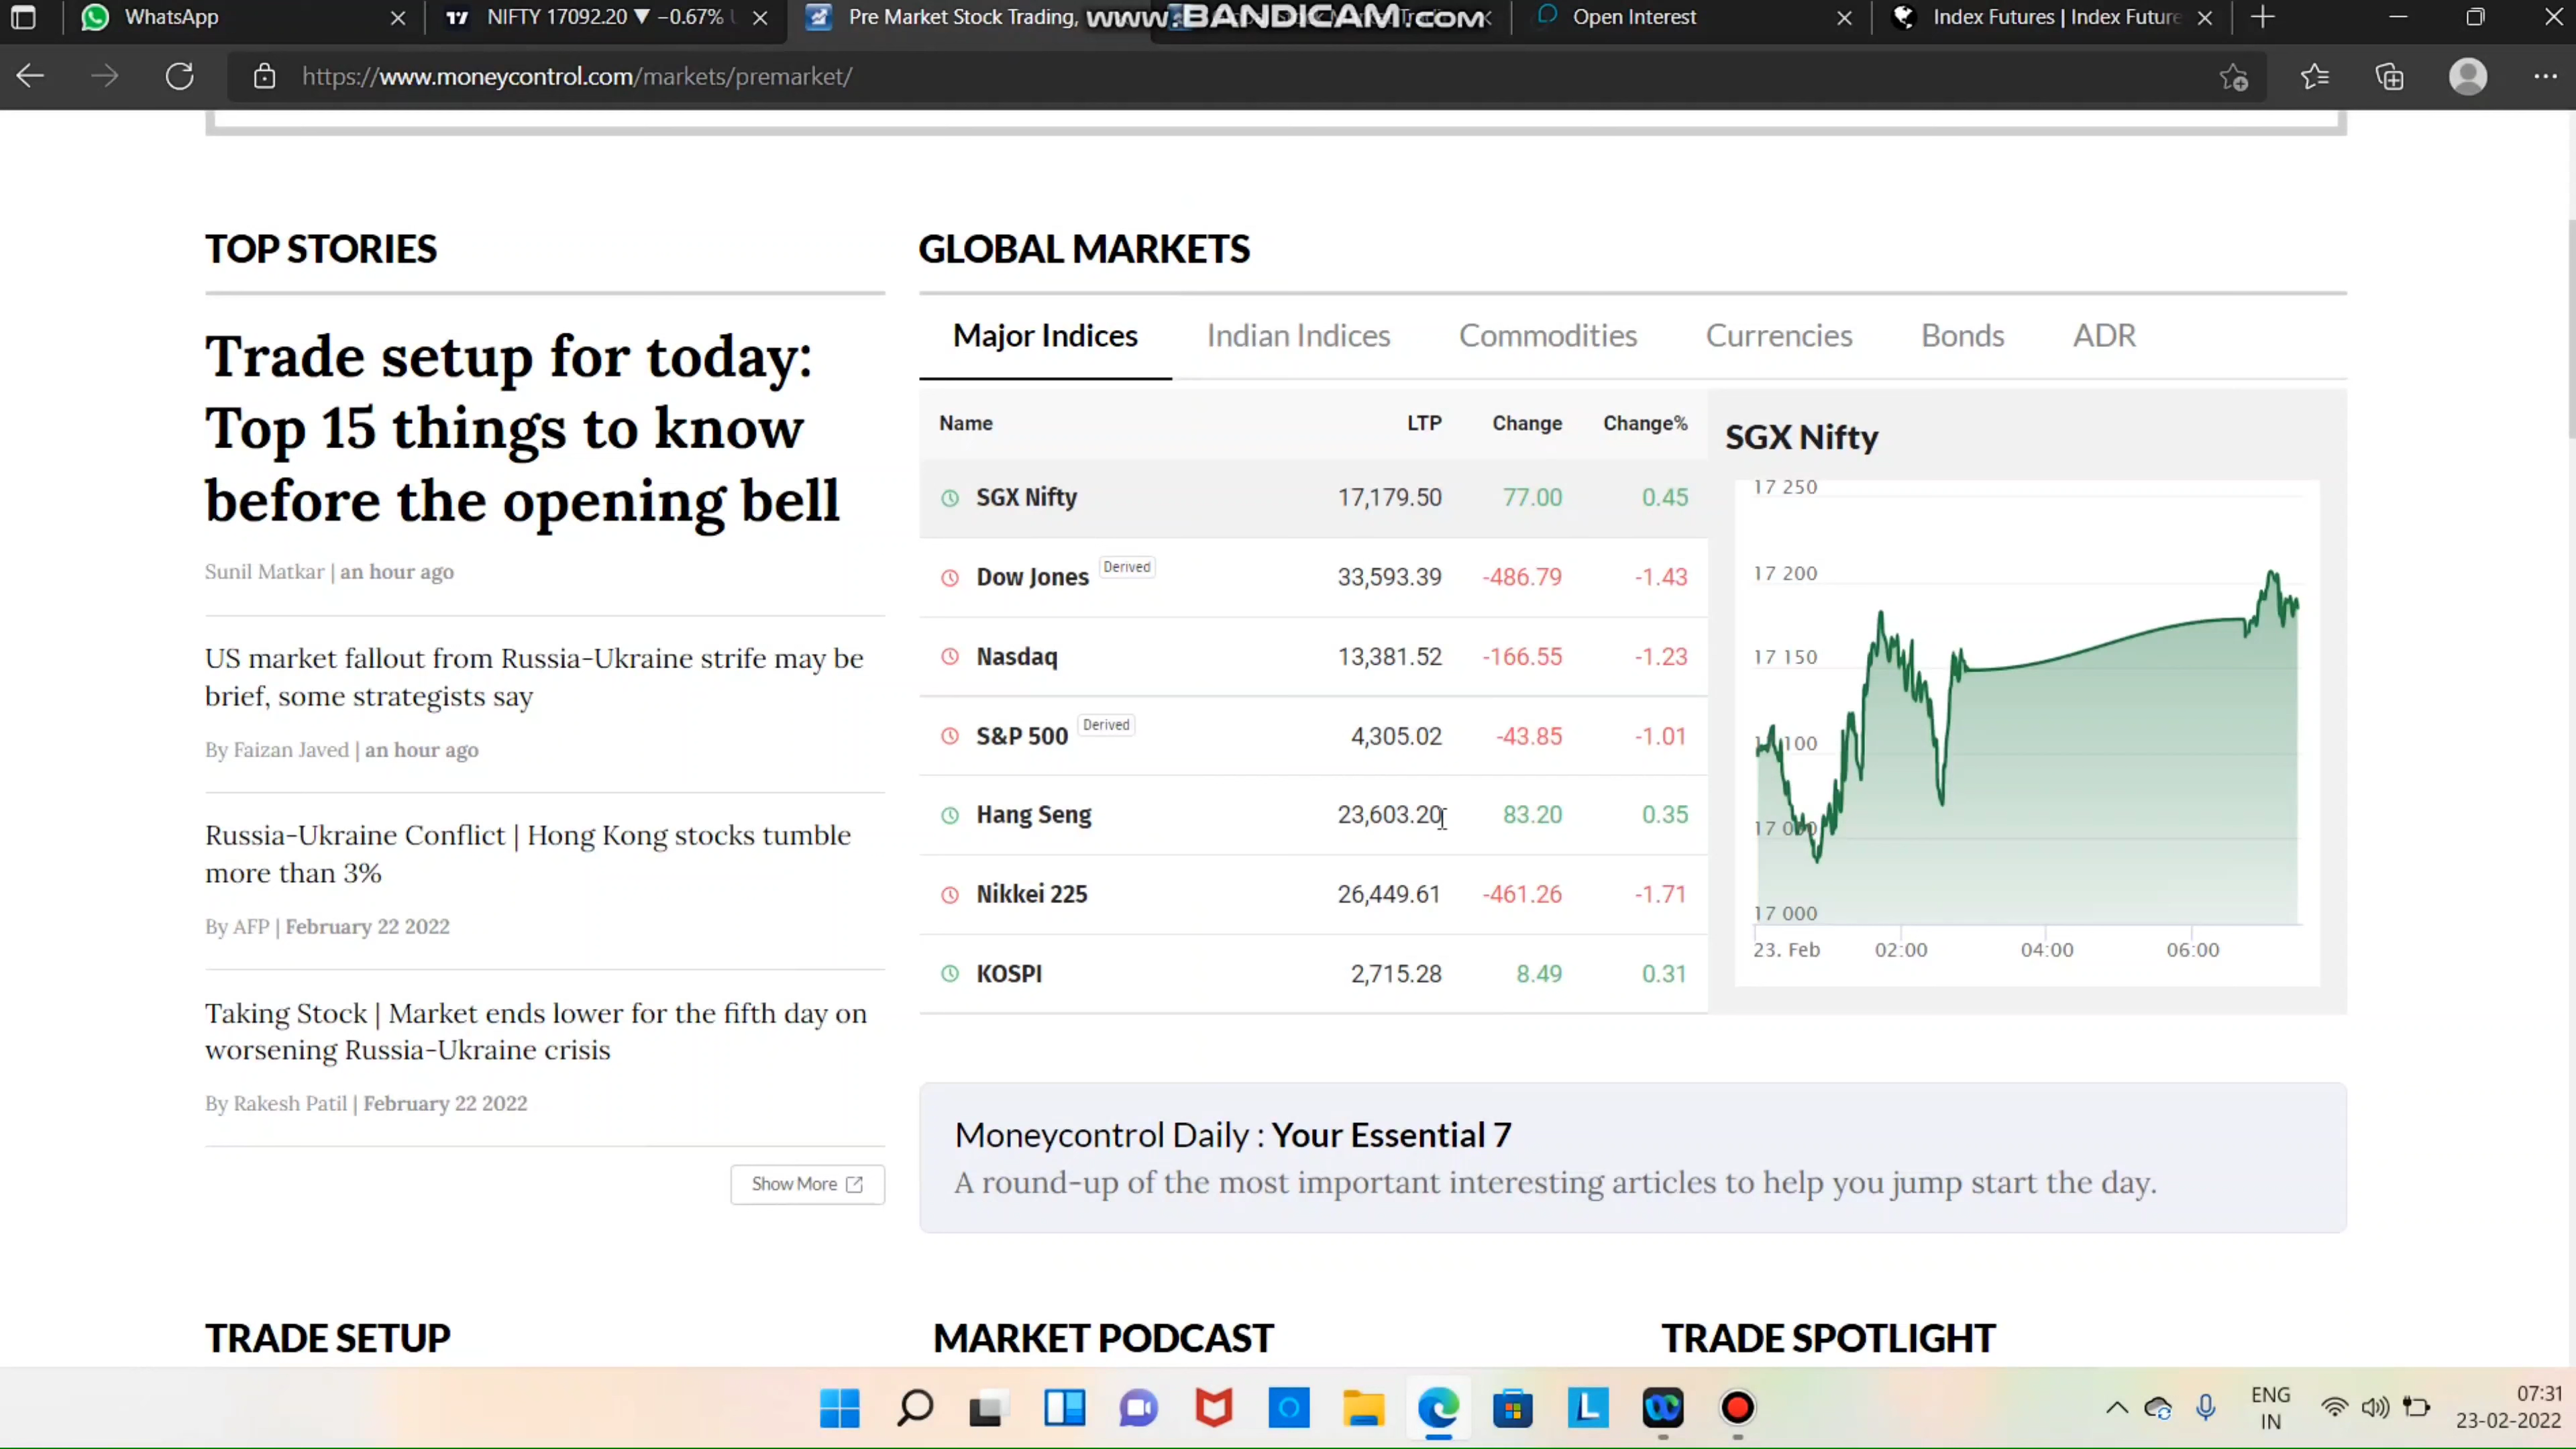 WhatsApp
NIFTY 17092.20 ▼ −0.67%
Pre Market Stock Trading,
www.BANDICAM.com
Open Interest
Index Futures | Index Future
https://www.moneycontrol.com/markets/premarket/
TOP STORIES
Trade setup for today:
Top 15 things to know
before the opening bell
Sunil Matkar | an hour ago
US market fallout from Russia-Ukraine strife may be
brief, some strategists say
By Faizan Javed | an hour ago
Russia-Ukraine Conflict | Hong Kong stocks tumble
more than 3%
By AFP | February 22 2022
Taking Stock | Market ends lower for the fifth day on
worsening Russia-Ukraine crisis
By Rakesh Patil | February 22 2022
Show More
GLOBAL MARKETS
Major Indices Indian Indices Commodities Currencies Bonds ADR
Name LTP Change Change%
SGX Nifty 17,179.50 77.00 0.45
Dow Jones Derived 33,593.39 -486.79 -1.43
Nasdaq 13,381.52 -166.55 -1.23
S&P 500 Derived 4,305.02 -43.85 -1.01
Hang Seng 23,603.20 83.20 0.35
Nikkei 225 26,449.61 -461.26 -1.71
KOSPI 2,715.28 8.49 0.31
SGX Nifty
17 250
17 200
17 150
17 000
23. Feb 02:00 04:00 06:00
Moneycontrol Daily : Your Essential 7
A round-up of the most important interesting articles to help you jump start the day.
TRADE SETUP
MARKET PODCAST
TRADE SPOTLIGHT
ENG
IN
07:31
23-02-2022